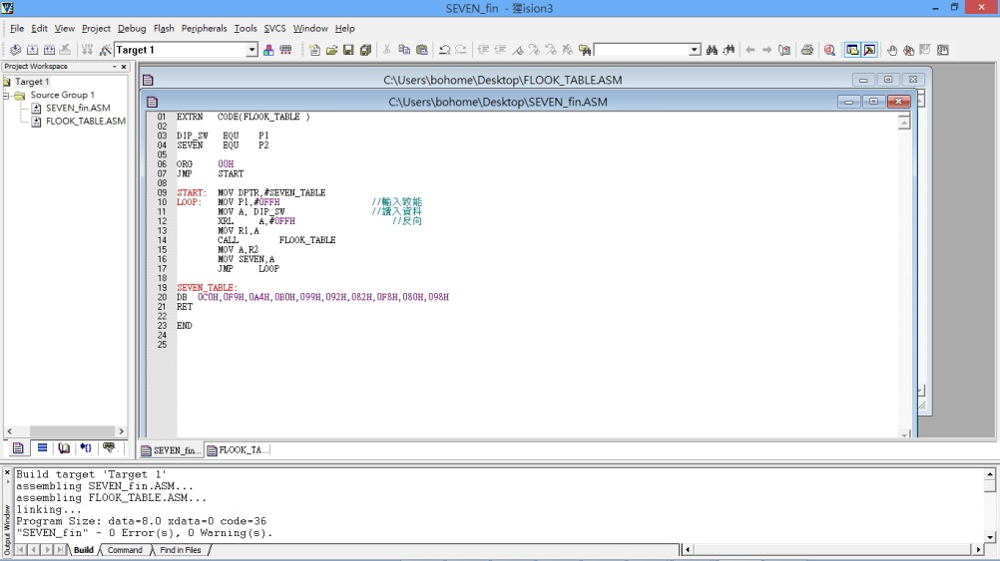 SEVEN_fin - 獾ision3
File Edit View Project Debug Flash Peripherals Tools SVCS Window Help
Target 1
Project Workspace
Target 1
Source Group 1
SEVEN_fin.ASM
FLOOK_TABLE.ASM
C:\Users\bohome\Desktop\FLOOK_TABLE.ASM
C:\Users\bohome\Desktop\SEVEN_fin.ASM
01 EXTRN CODE(FLOOK_TABLE )
02
03 DIP_SW EQU P1
04 SEVEN EQU P2
05
06 ORG 00H
07 JMP START
08
09 START: MOV DPTR,#SEVEN_TABLE
10 LOOP: MOV P1,#0FFH //輸入致能
11 MOV A, DIP_SW //讀入資料
12 XRL A,#0FFH //反向
13 MOV R1,A
14 CALL FLOOK_TABLE
15 MOV A,R2
16 MOV SEVEN,A
17 JMP LOOP
18
19 SEVEN_TABLE:
20 DB 0C0H,0F9H,0A4H,0B0H,099H,092H,082H,0F8H,080H,098H
21 RET
22
23 END
24
25
SEVEN_fin... FLOOK_TA...
Build target 'Target 1'
assembling SEVEN_fin.ASM...
assembling FLOOK_TABLE.ASM...
linking...
Program Size: data=8.0 xdata=0 code=36
"SEVEN_fin" - 0 Error(s), 0 Warning(s).
Output Window
Build Command Find in Files